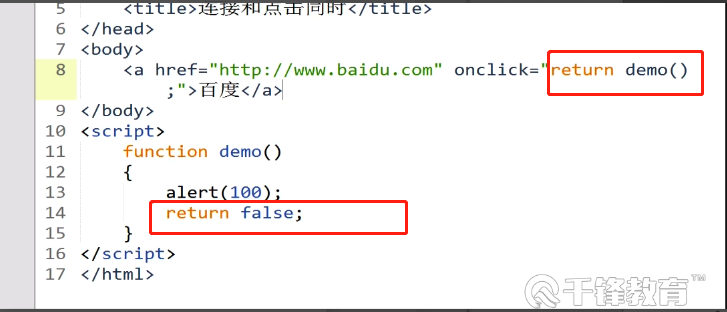 5 <title>连接和点击同时</title>
6 </head>
7 <body>
8 <a href="http://www.baidu.com" onclick="return demo()
;">百度</a>
9 </body>
10 <script>
11 function demo()
12 {
13 alert(100);
14 return false;
15 }
16 </script>
17 </html>
千锋教育™